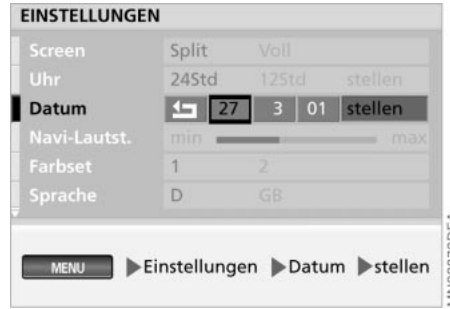 EINSTELLUNGEN
Screen Split Voll
Uhr 24Std 12Std stellen
Datum 27 3 01 stellen
Navi-Lautst. min max
Farbset 1 2
Sprache D GB
MENU Einstellungen Datum stellen